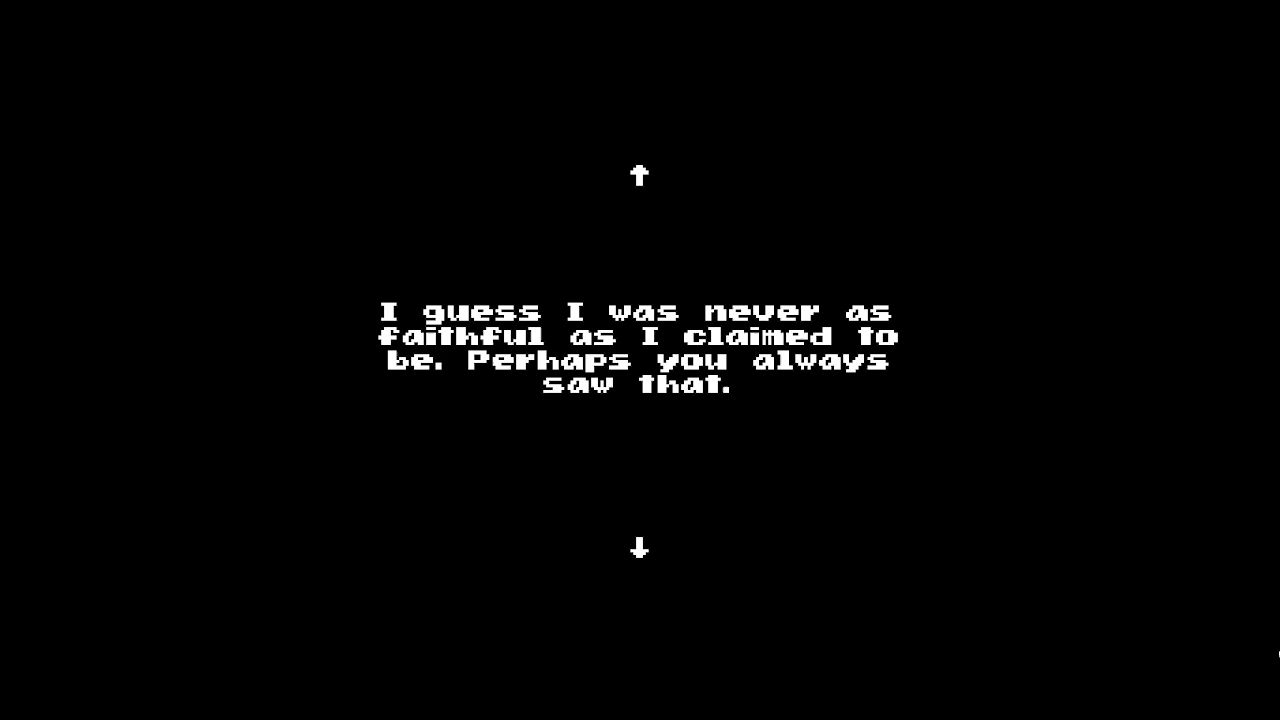 ↑
I guess I was never as
faithful as I claimed to
be. Perhaps you always
saw that.
↓